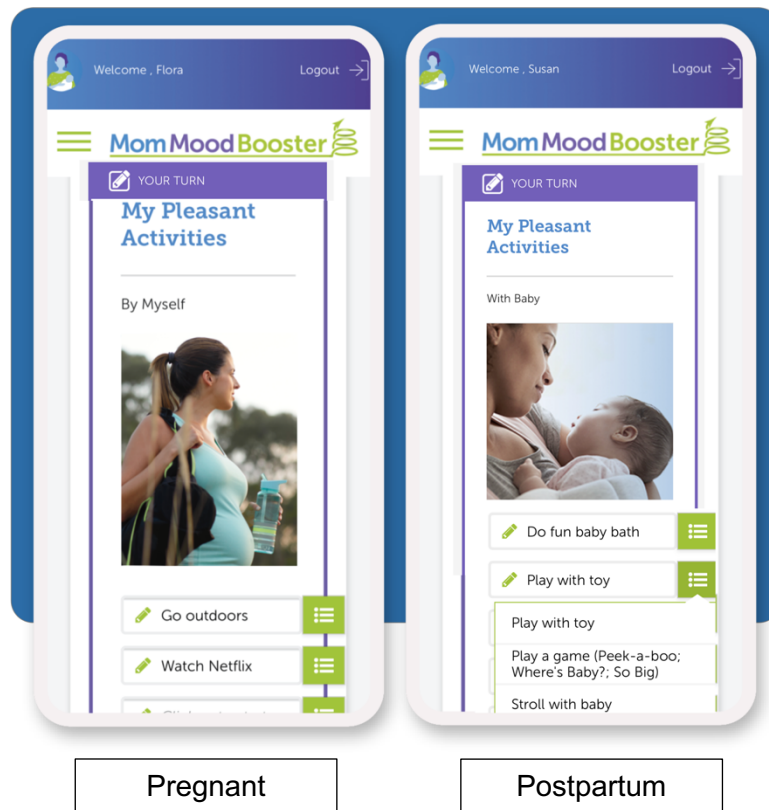 Welcome , Flora
Logout
MomMoodBooster
YOUR TURN
My Pleasant
Activities
By Myself
Go outdoors
Watch Netflix
Welcome , Susan
Logout
MomMoodBooster
YOUR TURN
My Pleasant
Activities
With Baby
Do fun baby bath
Play with toy
Play with toy
Play a game (Peek-a-boo;
Where's Baby?; So Big)
Stroll with baby
Pregnant
Postpartum